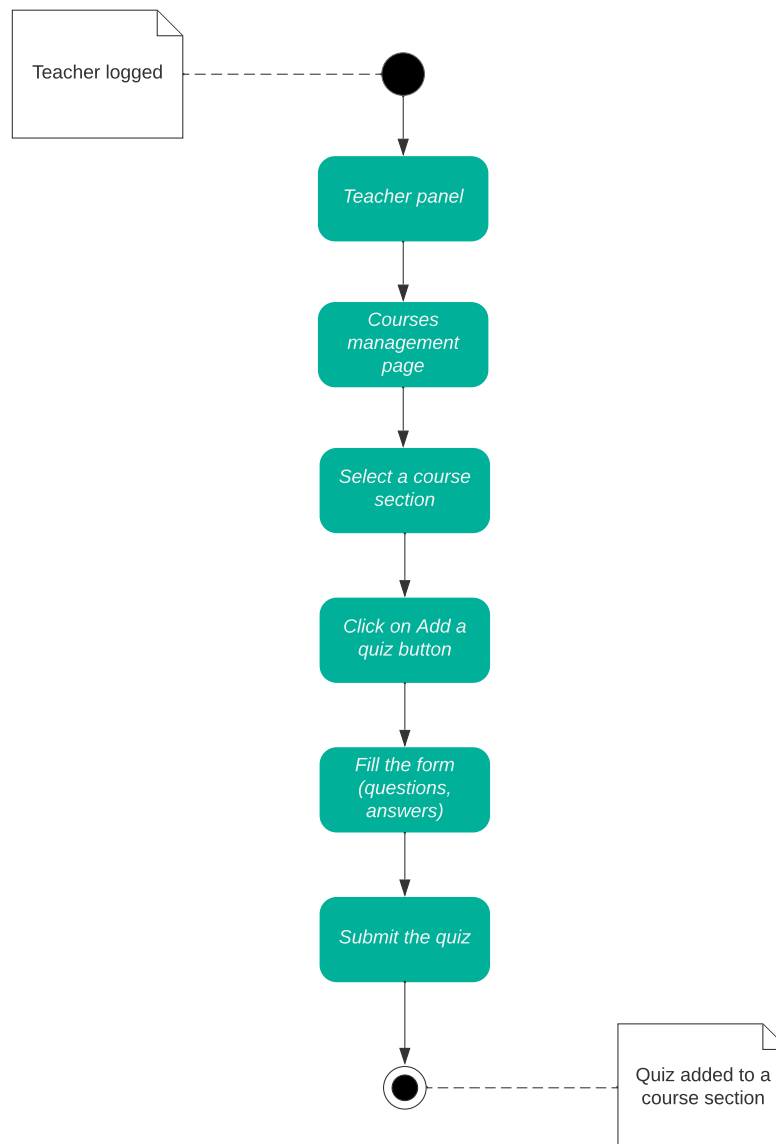 Teacher logged
Teacher panel
Courses
management
page
Select a course
section
Click on Add a
quiz button
Fill the form
(questions,
answers)
Submit the quiz
Quiz added to a
course section